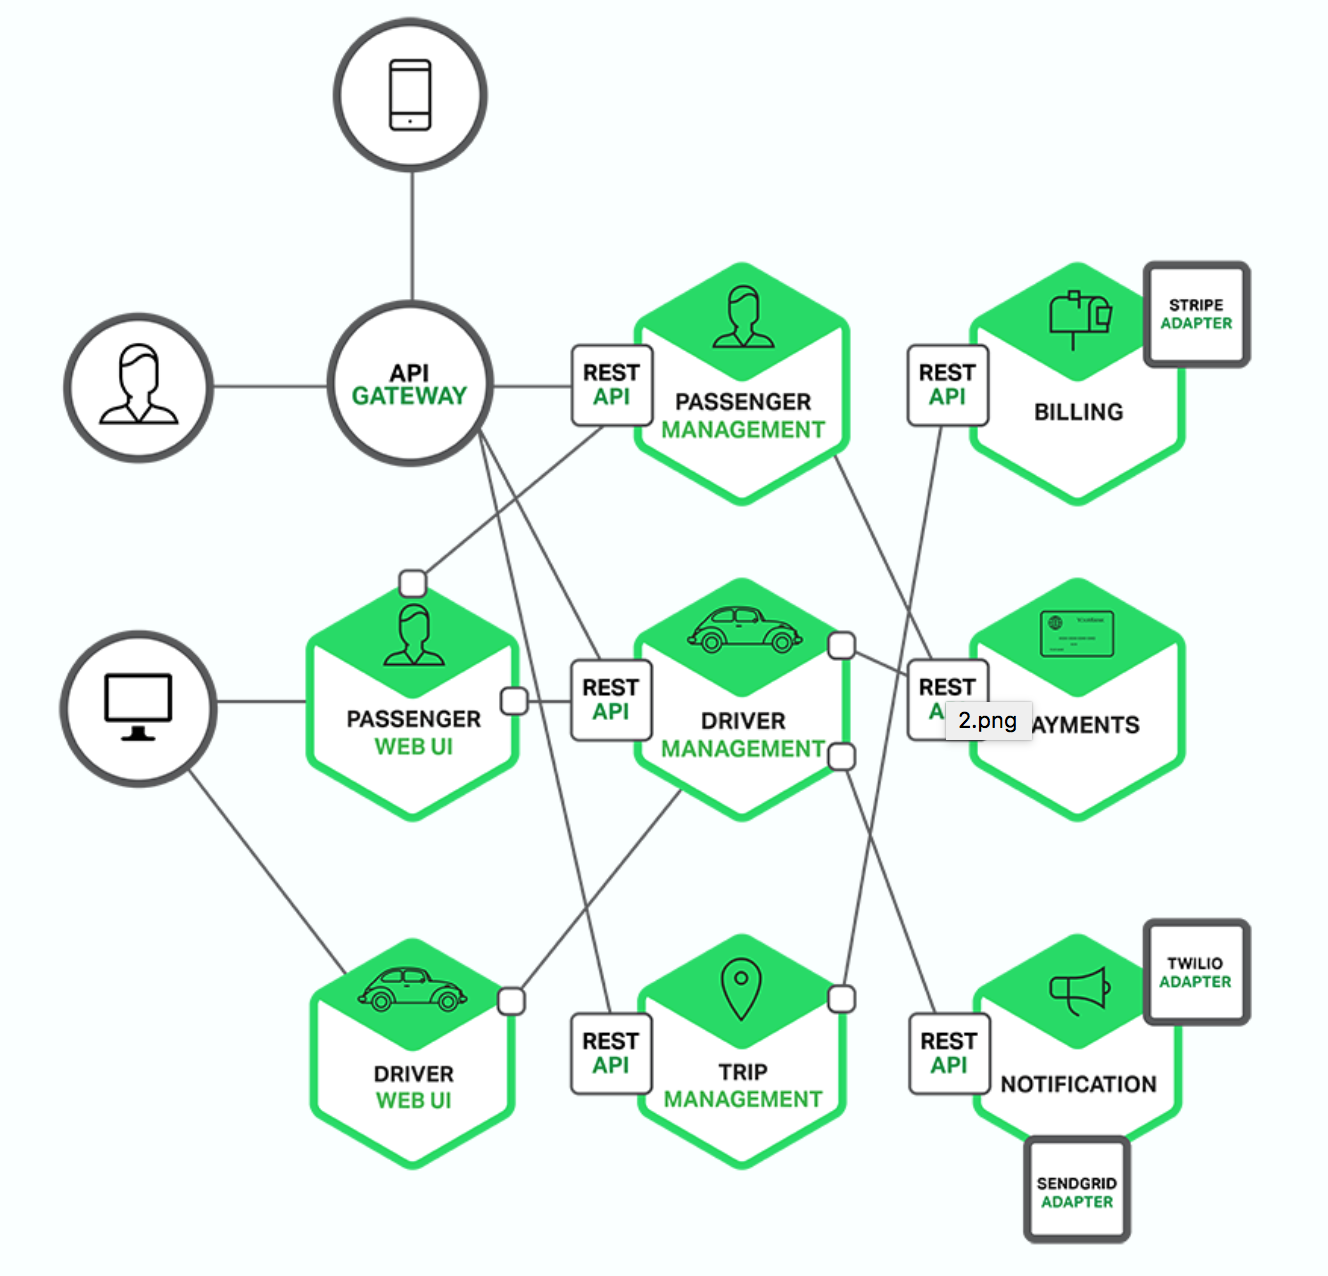 API
GATEWAY
REST
API
PASSENGER
MANAGEMENT
REST
API
BILLING
STRIPE
ADAPTER
PASSENGER
WEB UI
REST
API
DRIVER
MANAGEMENT
REST
A
2.png
AYMENTS
DRIVER
WEB UI
REST
API
TRIP
MANAGEMENT
REST
API
NOTIFICATION
TWILIO
ADAPTER
SENDGRID
ADAPTER